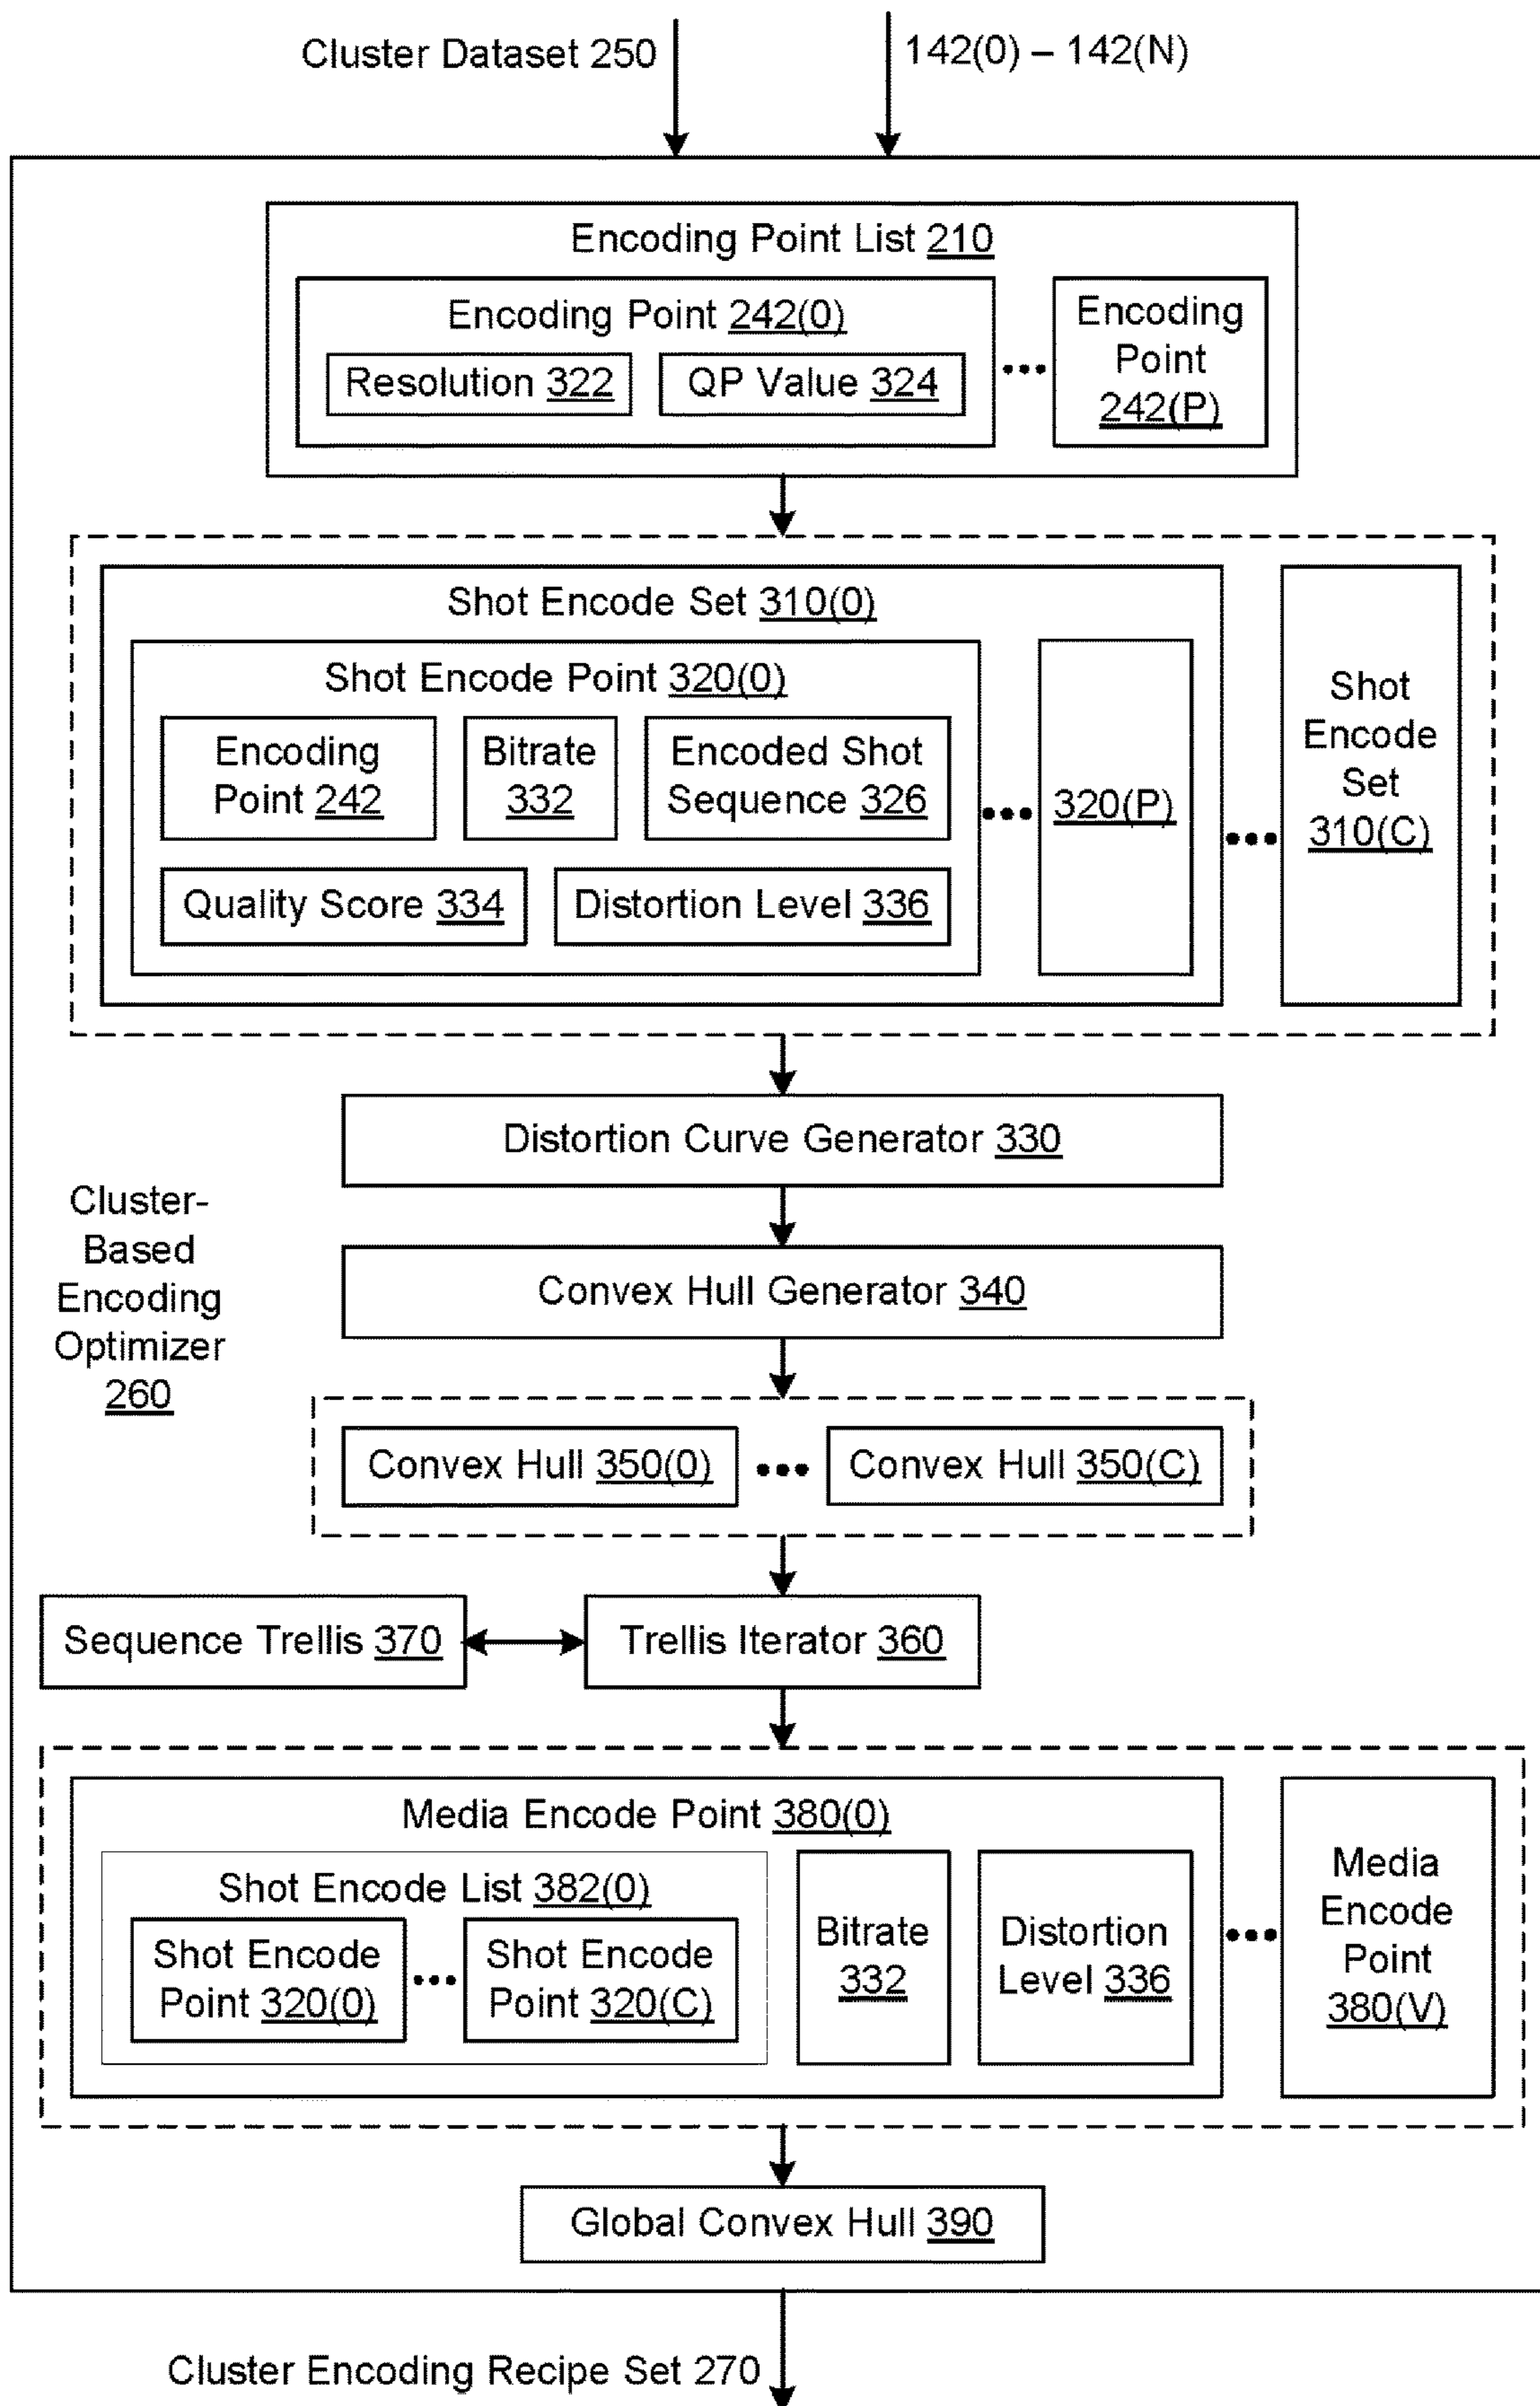 Cluster Dataset 250
142(0) – 142(N)
Encoding Point List 210
Encoding Point 242(0)
Resolution 322
QP Value 324
•••
Encoding
Point
242(P)
Shot Encode Set 310(0)
Shot Encode Point 320(0)
Encoding
Point 242
Bitrate
332
Encoded Shot
Sequence 326
Quality Score 334
Distortion Level 336
•••
320(P)
•••
Shot
Encode
Set
310(C)
Distortion Curve Generator 330
Cluster-
Based
Encoding
Optimizer
260
Convex Hull Generator 340
Convex Hull 350(0)
•••
Convex Hull 350(C)
Sequence Trellis 370
Trellis Iterator 360
Media Encode Point 380(0)
Shot Encode List 382(0)
Shot Encode
Point 320(0)
•••
Shot Encode
Point 320(C)
Bitrate
332
Distortion
Level 336
•••
Media
Encode
Point
380(V)
Global Convex Hull 390
Cluster Encoding Recipe Set 270